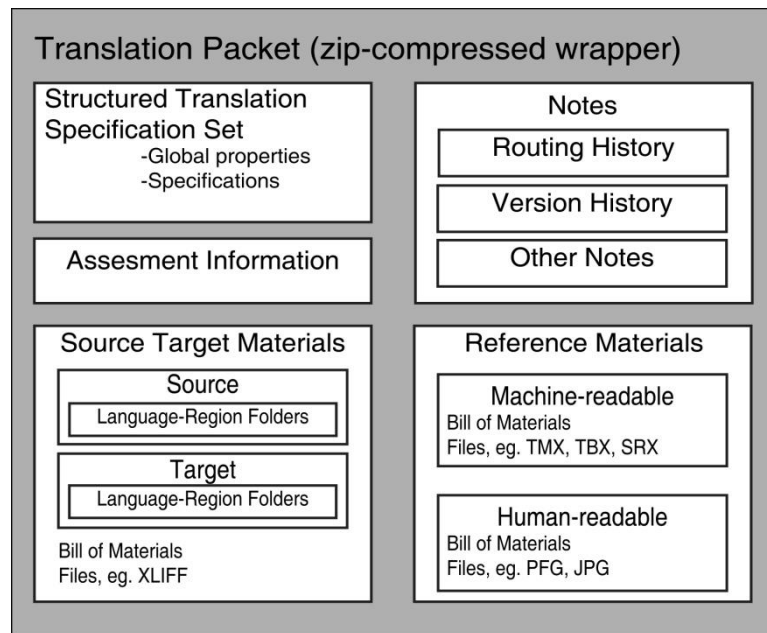 Translation Packet (zip-compressed wrapper)
Structured Translation
Specification Set
-Global properties
-Specifications
Assesment Information
Source Target Materials
Source
Language-Region Folders
Target
Language-Region Folders
Bill of Materials
Files, eg. XLIFF
Notes
Routing History
Version History
Other Notes
Reference Materials
Machine-readable
Bill of Materials
Files, eg. TMX, TBX, SRX
Human-readable
Bill of Materials
Files, eg. PFG, JPG